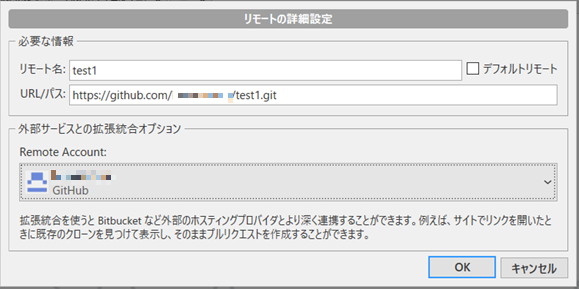 リモートの詳細設定
必要な情報
リモート名: test1 デフォルトリモート
URL/パス: https://github.com/ /test1.git
外部サービスとの拡張統合オプション
Remote Account:
GitHub
拡張統合を使うと Bitbucket など外部のホスティングプロバイダとより深く連携することができます。例えば、サイトでリンクを開いたと
きに既存のクローンを見つけて表示し、そのままプルリクエストを作成することができます。
OK キャンセル